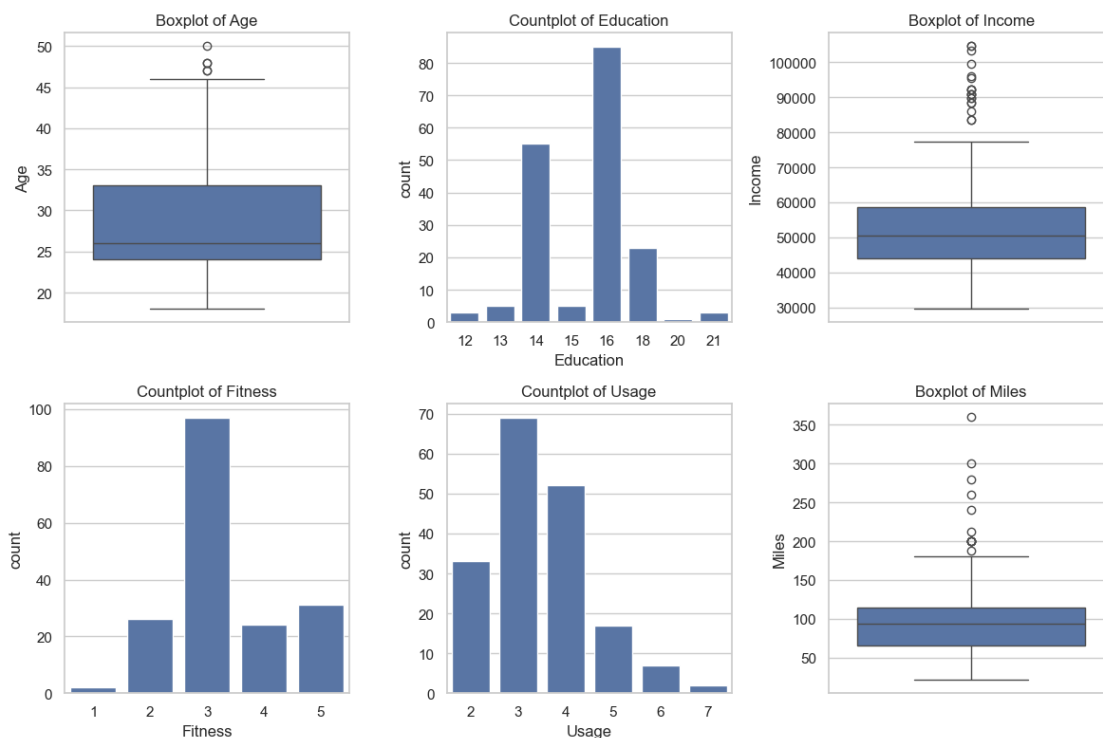 Boxplot of Age
50
45
40
35
30
25
20
Age
Countplot of Education
80
70
60
50
40
30
20
10
0
count
12 13 14 15 16 18 20 21
Education
Boxplot of Income
100000
90000
80000
70000
60000
50000
40000
30000
Income
Countplot of Fitness
100
80
60
40
20
0
count
1 2 3 4 5
Fitness
Countplot of Usage
70
60
50
40
30
20
10
0
count
2 3 4 5 6 7
Usage
Boxplot of Miles
350
300
250
200
150
100
50
Miles